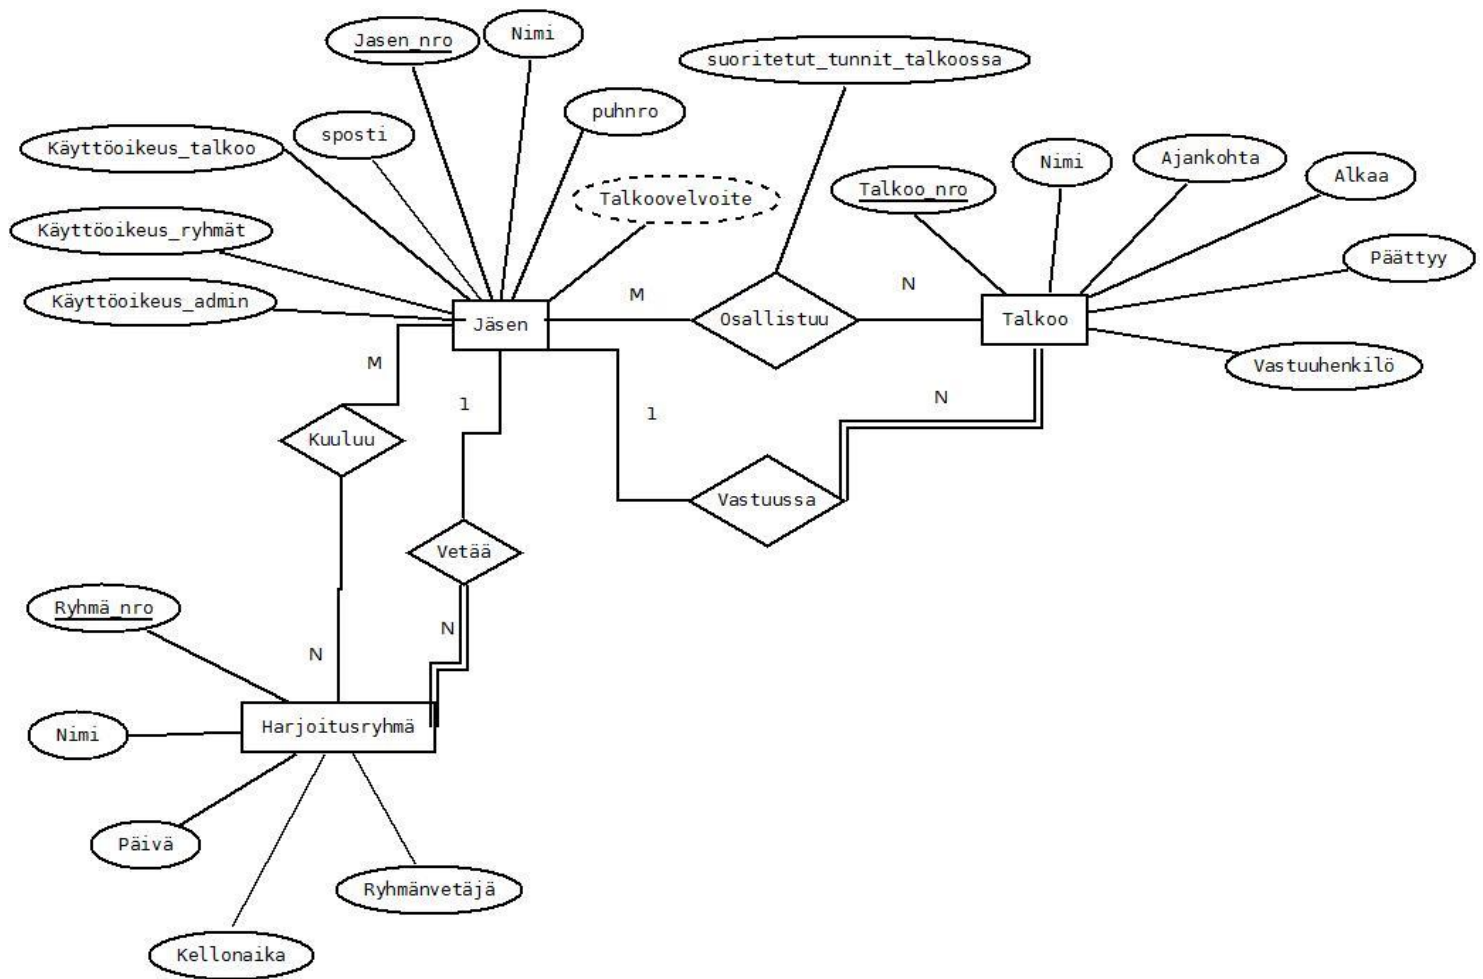 Jasen_nro
Nimi
suoritetut_tunnit_talkoossa
puhnro
sposti
Käyttöoikeus_talkoo
Talkoovelvoite
Talkoo_nro
Nimi
Ajankohta
Alkaa
Käyttöoikeus_ryhmät
Päättyy
Käyttöoikeus_admin
Jäsen
M
Osallistuu
N
Talkoo
Vastuuhenkilö
M
1
1
N
Kuuluu
Vastuussa
Vetää
Ryhmä_nro
N
N
Harjoitusryhmä
Nimi
Päivä
Ryhmänvetäjä
Kellonaika